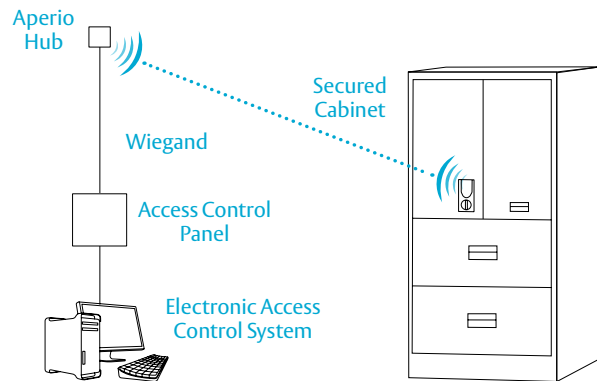 Aperio
Hub
Secured
Cabinet
Wiegand
Access Control
Panel
Electronic Access
Control System